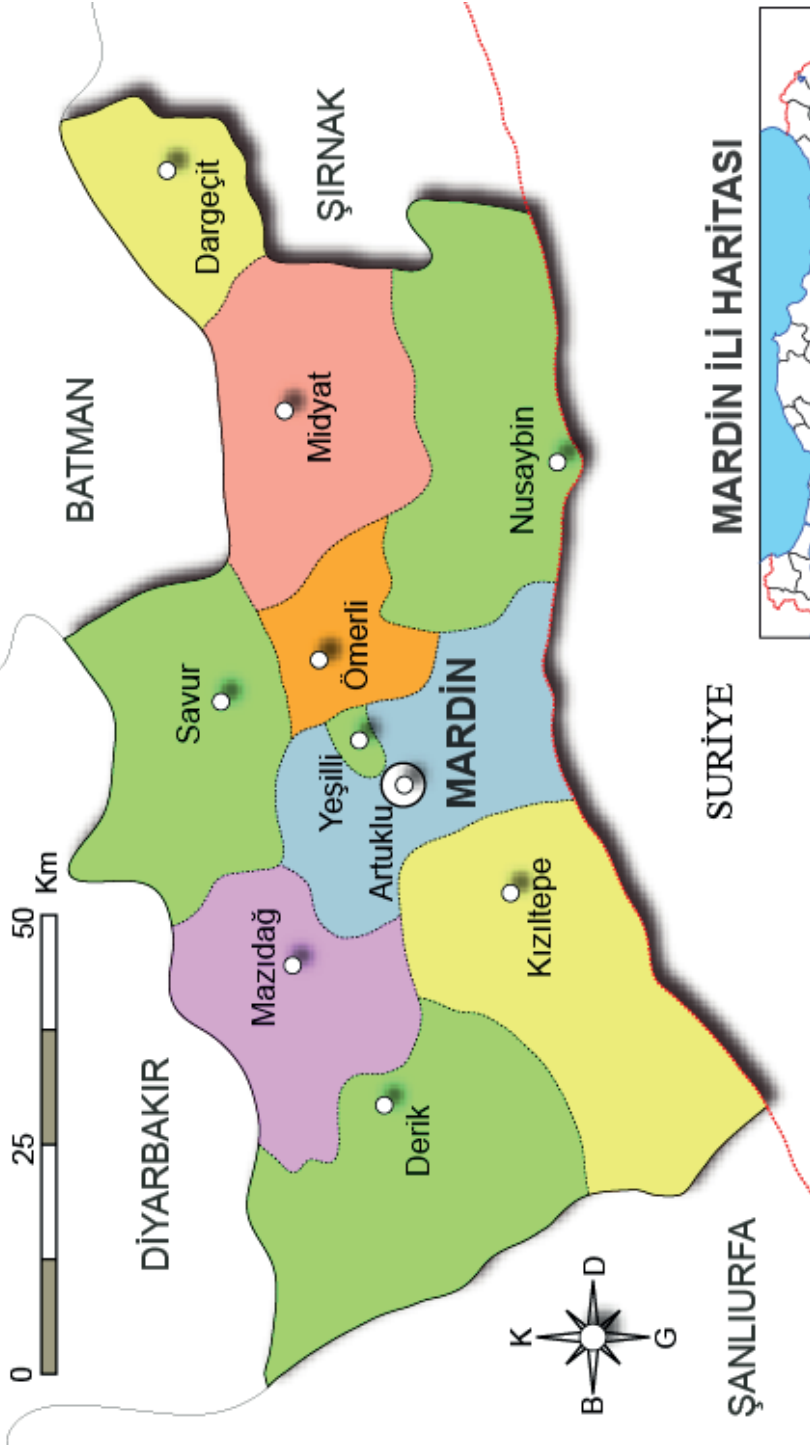 0
25
50
Km
BATMAN
DİYARBAKIR
Dargeçit
ŞIRNAK
Savur
Midyat
Mazıdağ
Ömerli
Yeşilli
Artuklu
Derik
MARDİN
Nusaybin
Kızıltepe
K
B
D
G
ŞANLIURFA
SURİYE
MARDİN İLİ HARİTASI